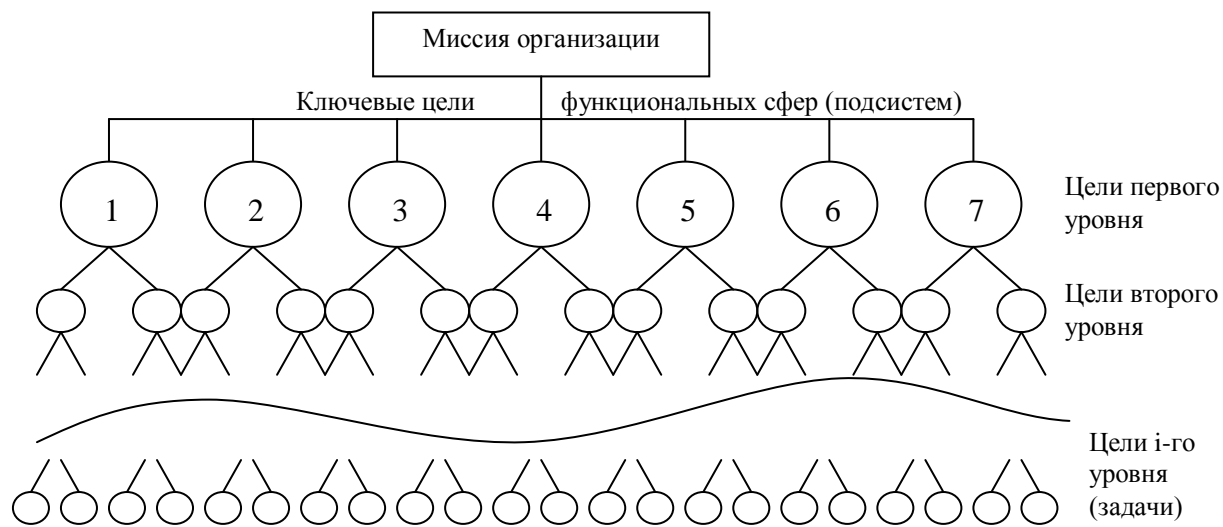 Миссия организации
Ключевые цели функциональных сфер (подсистем)
1 2 3 4 5 6 7
Цели первого
уровня
Цели второго
уровня
Цели i-го
уровня
(задачи)